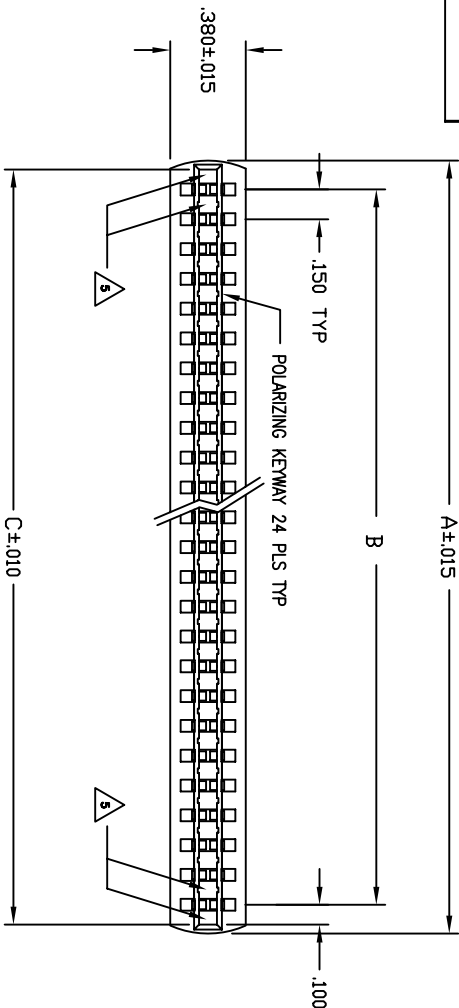 A±.015
B
.150 TYP
.100
POLARIZING KEYWAY 24 PLS TYP
.380±.015
5
5
C±.010